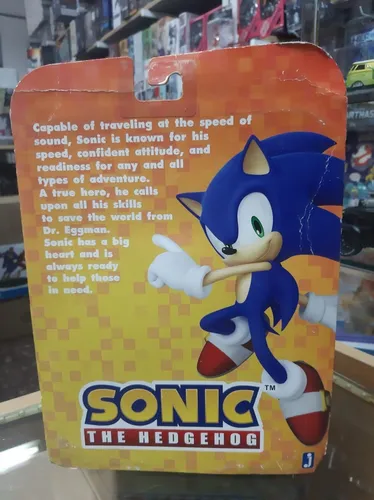 Capable of traveling at the speed of
sound, Sonic is known for his
speed, confident attitude, and
readiness for any and all
types of adventure.
A true hero, he calls
upon all his skills
to save the world from
Dr. Eggman.
Sonic has a big
heart and is
always ready
to help those
in need.
SONIC™
THE HEDGEHOG